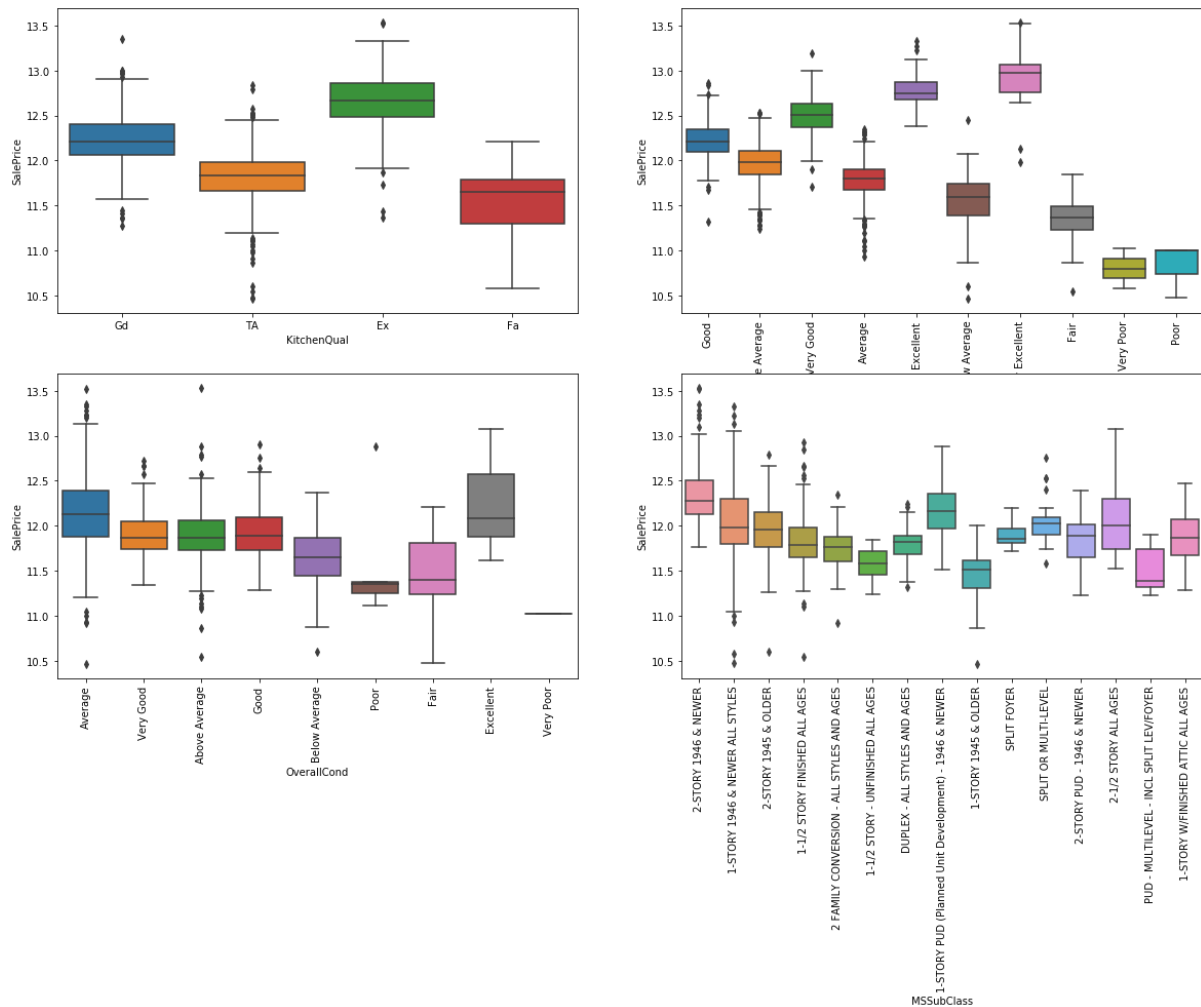 13.5
13.0
12.5
12.0
11.5
11.0
10.5
SalePrice
Gd
TA
Ex
Fa
KitchenQual
13.5
13.0
12.5
12.0
11.5
11.0
10.5
SalePrice
Good
e Average
Very Good
Average
Excellent
w Average
Excellent
Fair
Very Poor
Poor
13.5
13.0
12.5
12.0
11.5
11.0
10.5
SalePrice
Average
Very Good
Above Average
Good
Below Average
Poor
Fair
Excellent
Very Poor
OverallCond
13.5
13.0
12.5
12.0
11.5
11.0
10.5
SalePrice
2-STORY 1946 & NEWER
1-STORY 1946 & NEWER ALL STYLES
2-STORY 1945 & OLDER
1-1/2 STORY FINISHED ALL AGES
2 FAMILY CONVERSION - ALL STYLES AND AGES
1-1/2 STORY - UNFINISHED ALL AGES
DUPLEX - ALL STYLES AND AGES
1-STORY PUD (Planned Unit Development) - 1946 & NEWER
1-STORY 1945 & OLDER
SPLIT FOYER
SPLIT OR MULTI-LEVEL
2-STORY PUD - 1946 & NEWER
2-1/2 STORY ALL AGES
PUD - MULTILEVEL - INCL SPLIT LEV/FOYER
1-STORY W/FINISHED ATTIC ALL AGES
MSSubClass